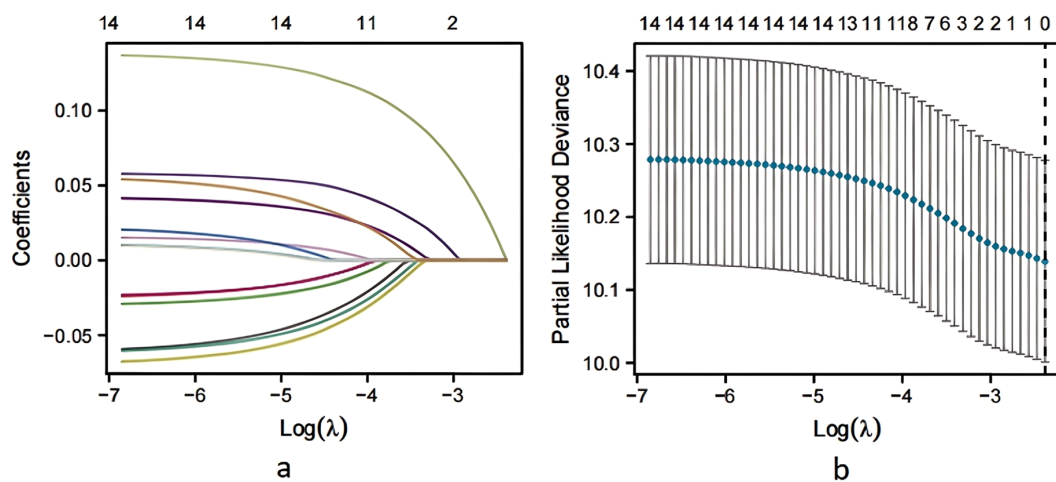 14 14 14 11 2
0.10
0.05
0.00
−0.05
Coefficients
−7 −6 −5 −4 −3
Log(λ)
a
14 14 14 14 14 14 14 13 11 11 8 7 6 3 2 2 1 1 0
10.4
10.3
10.2
10.1
10.0
Partial Likelihood Deviance
−7 −6 −5 −4 −3
Log(λ)
b